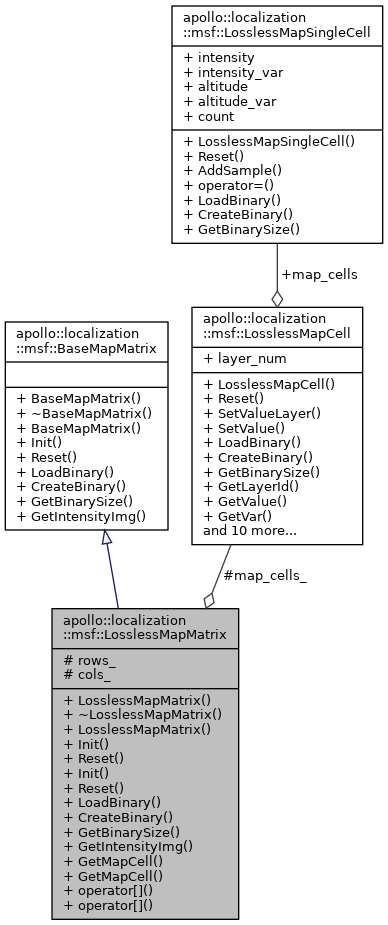 apollo::localization
::msf::LosslessMapSingleCell
+ intensity
+ intensity_var
+ altitude
+ altitude_var
+ count
+ LosslessMapSingleCell()
+ Reset()
+ AddSample()
+ operator=()
+ LoadBinary()
+ CreateBinary()
+ GetBinarySize()
+map_cells
apollo::localization
::msf::LosslessMapCell
+ layer_num
+ LosslessMapCell()
+ Reset()
+ SetValueLayer()
+ SetValue()
+ LoadBinary()
+ CreateBinary()
+ GetBinarySize()
+ GetLayerId()
+ GetValue()
+ GetVar()
and 10 more...
apollo::localization
::msf::BaseMapMatrix
+ BaseMapMatrix()
+ ~BaseMapMatrix()
+ BaseMapMatrix()
+ Init()
+ Reset()
+ LoadBinary()
+ CreateBinary()
+ GetBinarySize()
+ GetIntensityImg()
#map_cells_
apollo::localization
::msf::LosslessMapMatrix
# rows_
# cols_
+ LosslessMapMatrix()
+ ~LosslessMapMatrix()
+ LosslessMapMatrix()
+ Init()
+ Reset()
+ Init()
+ Reset()
+ LoadBinary()
+ CreateBinary()
+ GetBinarySize()
+ GetIntensityImg()
+ GetMapCell()
+ GetMapCell()
+ operator[]()
+ operator[]()